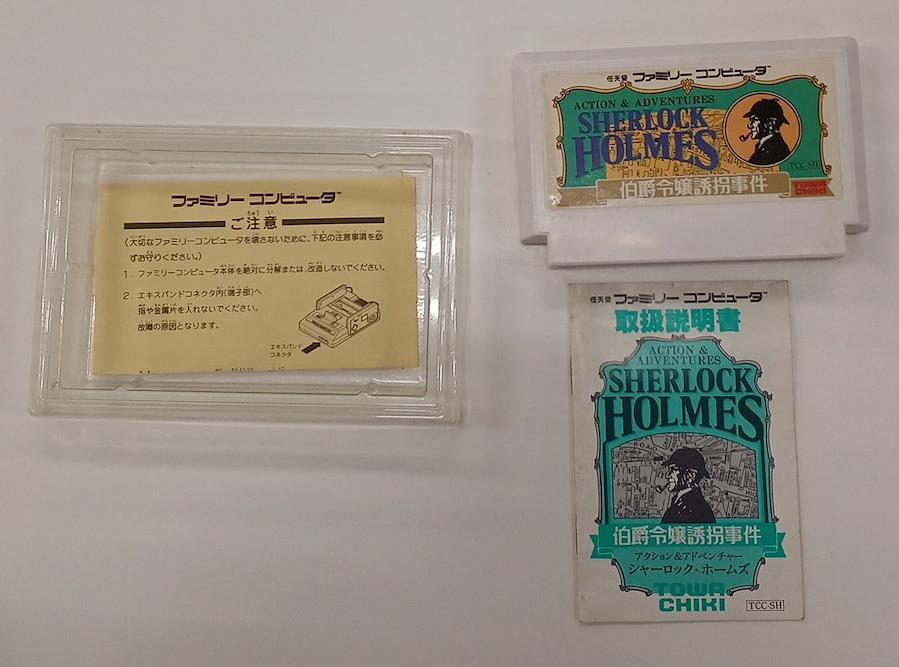 ファミリー コンピュータ™
ご注意
(大切なファミリーコンピュータを壊さないために、下記の注意事項を必
ずお守りください。)
1. ファミリーコンピュータ本体を絶対に分解または、改造しないでください。
2. エキスパンドコネクタ内(端子部)へ
指や金属片を入れないでください。
故障の原因となります。
エキスパンド
コネクタ
任天堂 ファミリー コンピュータ™
ACTION & ADVENTURES
SHERLOCK
HOLMES
TCC-SH
伯爵令嬢誘拐事件
TOWA
CHIKI
任天堂 ファミリー コンピュータ™
取扱説明書
ACTION &
ADVENTURES
SHERLOCK
HOLMES
ROAD
伯爵令嬢誘拐事件
アクション&アドベンチャー
シャーロック・ホームズ
TOWA
CHIKI
TCC-SH